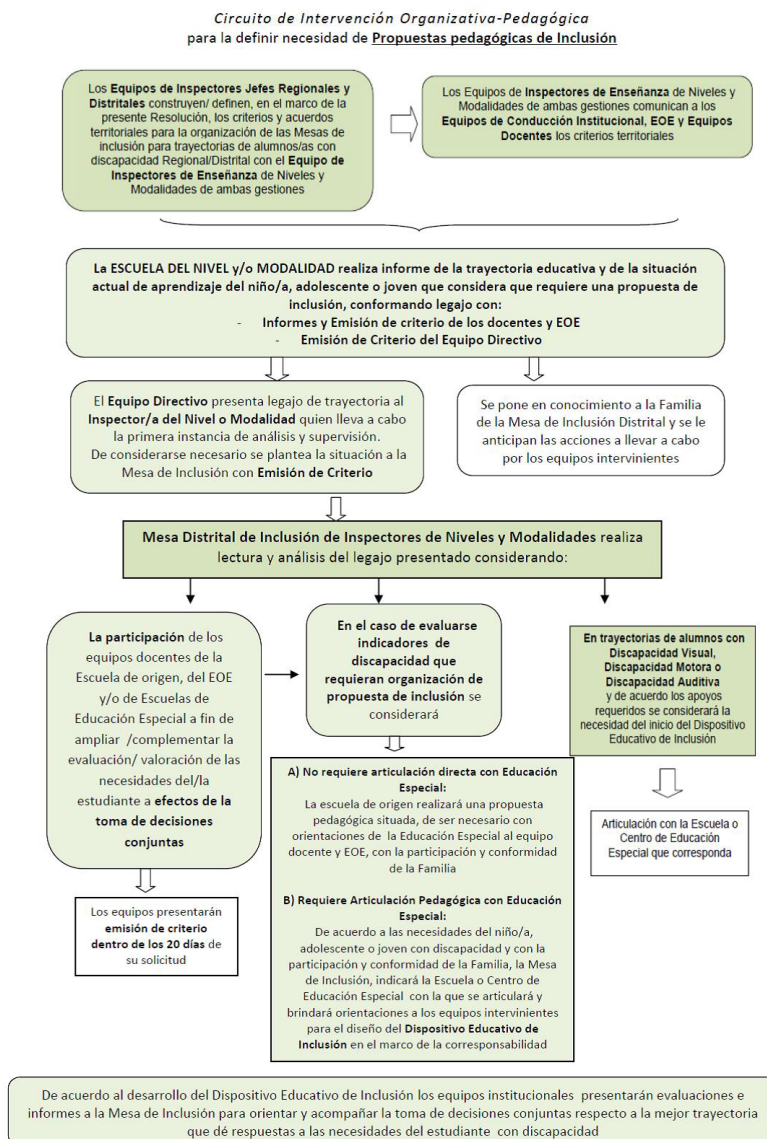 Circuito de Intervención Organizativa-Pedagógica
para la definir necesidad de Propuestas pedagógicas de Inclusión
Los Equipos de Inspectores Jefes Regionales y
Distritales construyen/ definen, en el marco de la
presente Resolución, los criterios y acuerdos
territoriales para la organización de las Mesas de
inclusión para trayectorias de alumnos/as con
discapacidad Regional/Distrital con el Equipo de
Inspectores de Enseñanza de Niveles y
Modalidades de ambas gestiones
Los Equipos de Inspectores de Enseñanza de Niveles y
Modalidades de ambas gestiones comunican a los
Equipos de Conducción Institucional, EOE y Equipos
Docentes los criterios territoriales
La ESCUELA DEL NIVEL y/o MODALIDAD realiza informe de la trayectoria educativa y de la situación
actual de aprendizaje del niño/a, adolescente o joven que considera que requiere una propuesta de
inclusión, conformando legajo con:
- Informes y Emisión de criterio de los docentes y EOE
- Emisión de Criterio del Equipo Directivo
El Equipo Directivo presenta legajo de trayectoria al
Inspector/a del Nivel o Modalidad quien lleva a cabo
la primera instancia de análisis y supervisión.
De considerarse necesario se plantea la situación a la
Mesa de Inclusión con Emisión de Criterio
Se pone en conocimiento a la Familia
de la Mesa de Inclusión Distrital y se le
anticipan las acciones a llevar a cabo
por los equipos intervinientes
Mesa Distrital de Inclusión de Inspectores de Niveles y Modalidades realiza
lectura y análisis del legajo presentado considerando:
La participación de los
equipos docentes de la
Escuela de origen, del EOE
y/o de Escuelas de
Educación Especial a fin de
ampliar /complementar la
evaluación/ valoración de las
necesidades del/la
estudiante a efectos de la
toma de decisiones
conjuntas
Los equipos presentarán
emisión de criterio
dentro de los 20 días de
su solicitud
En el caso de evaluarse
indicadores de
discapacidad que
requieran organización de
propuesta de inclusión se
considerará
A) No requiere articulación directa con Educación
Especial:
La escuela de origen realizará una propuesta
pedagógica situada, de ser necesario con
orientaciones de la Educación Especial al equipo
docente y EOE, con la participación y conformidad
de la Familia
B) Requiere Articulación Pedagógica con Educación
Especial:
De acuerdo a las necesidades del niño/a,
adolescente o joven con discapacidad y con la
participación y conformidad de la Familia, la Mesa
de Inclusión, indicará la Escuela o Centro de
Educación Especial con la que se articulará y
brindará orientaciones a los equipos intervinientes
para el diseño del Dispositivo Educativo de
Inclusión en el marco de la corresponsabilidad
En trayectorias de alumnos con
Discapacidad Visual,
Discapacidad Motora o
Discapacidad Auditiva
y de acuerdo los apoyos
requeridos se considerará la
necesidad del inicio del Dispositivo
Educativo de Inclusión
Articulación con la Escuela o
Centro de Educación
Especial que corresponda
De acuerdo al desarrollo del Dispositivo Educativo de Inclusión los equipos institucionales presentarán evaluaciones e
informes a la Mesa de Inclusión para orientar y acompañar la toma de decisiones conjuntas respecto a la mejor trayectoria
que dé respuestas a las necesidades del estudiante con discapacidad